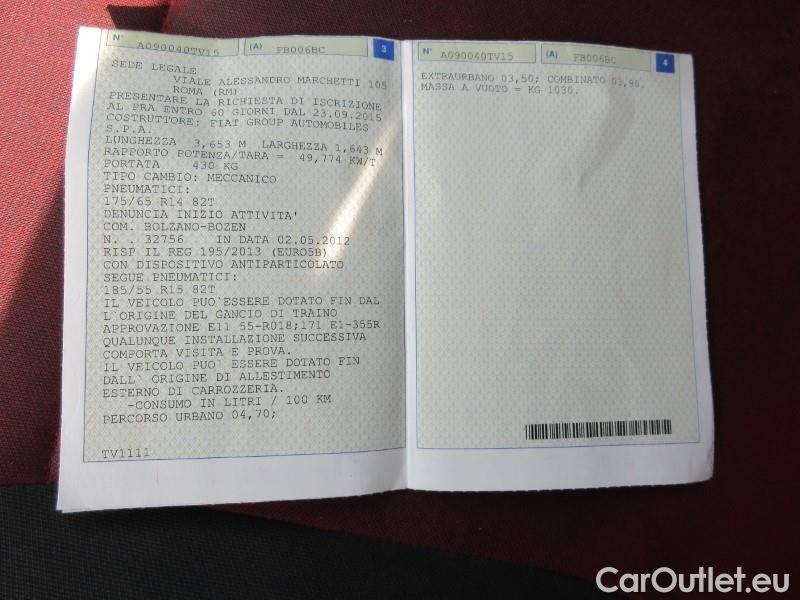 N° A090040TV15 (A) FB006BC 3
SEDE LEGALE
VIALE ALESSANDRO MARCHETTI 105
ROMA (RM)
PRESENTARE LA RICHIESTA DI ISCRIZIONE
AL PRA ENTRO 60 GIORNI DAL 23.09.2015
COSTRUTTORE: FIAT GROUP AUTOMOBILES
S.P.A.
LUNGHEZZA 3,653 M LARGHEZZA 1,643 M
RAPPORTO POTENZA/TARA = 49,774 KW/T
PORTATA 430 KG
TIPO CAMBIO: MECCANICO
PNEUMATICI:
175/65 R14 82T
DENUNCIA INIZIO ATTIVITA'
COM. BOLZANO-BOZEN
N. . 32756 IN DATA 02.05.2012
RISP IL REG 195/2013 (EURO5B)
CON DISPOSITIVO ANTIPARTICOLATO
SEGUE PNEUMATICI:
185/55 R15 82T
IL VEICOLO PUO`ESSERE DOTATO FIN DAL
L`ORIGINE DEL GANCIO DI TRAINO
APPROVAZIONE E11 55-R018;171 E1-355R
QUALUNQUE INSTALLAZIONE SUCCESSIVA
COMPORTA VISITA E PROVA.
IL VEICOLO PUO` ESSERE DOTATO FIN
DALL` ORIGINE DI ALLESTIMENTO
ESTERNO DI CARROZZERIA.
-CONSUMO IN LITRI / 100 KM
PERCORSO URBANO 04,70;
TV1111
N° A090040TV15 (A) FB006BC 4
EXTRAURBANO 03,50; COMBINATO 03,90.
MASSA A VUOTO = KG 1030.
CarOutlet.eu